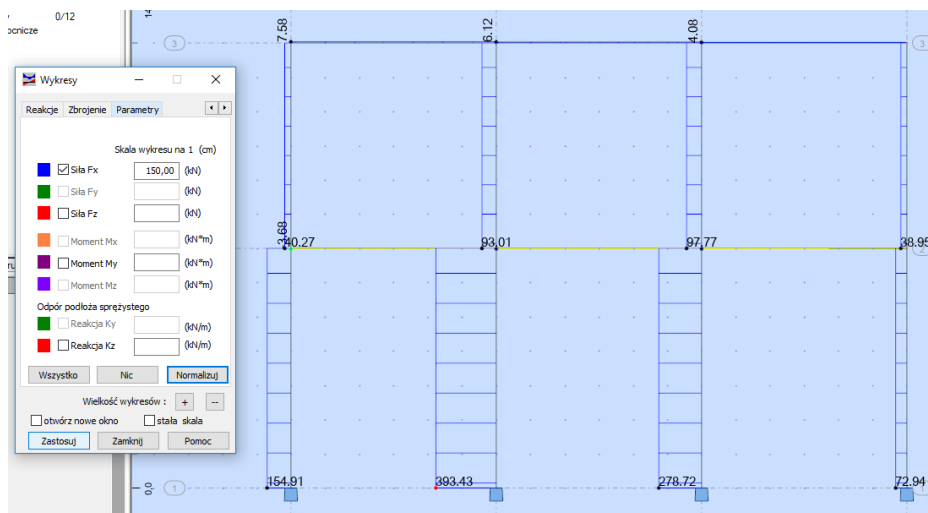 0/12
ocnicze
14
7.58
6.12
4.08
3
3
Wykresy
Reakcje Zbrojenie Parametry
Skala wykresu na 1 (cm)
Siła Fx 150,00 (kN)
Siła Fy (kN)
Siła Fz (kN)
Moment Mx (kN*m)
Moment My (kN*m)
Moment Mz (kN*m)
Odpór podłoża sprężystego
Reakcja Ky (kN/m)
Reakcja Kz (kN/m)
Wszystko Nic Normalizuj
Wielkość wykresów : + --
otwórz nowe okno stała skala
Zastosuj Zamknij Pomoc
3.68
40.27 93.01 97.77 38.95
0,0
1
154.91 393.43 278.72 72.94
1